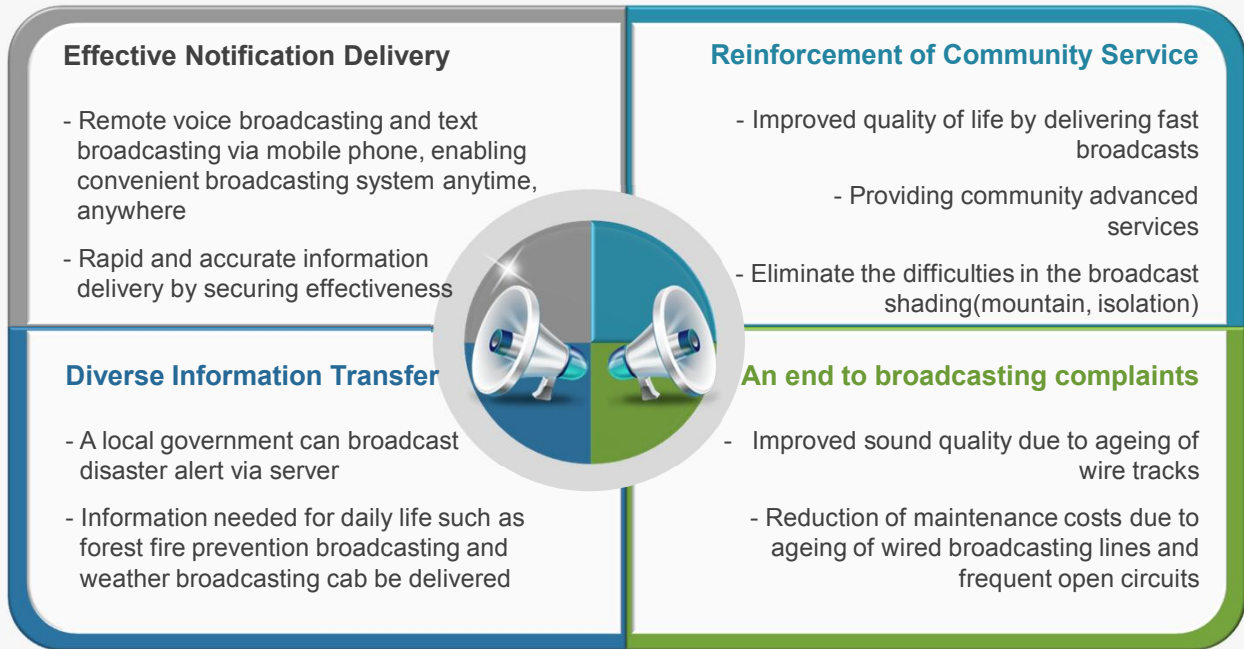 Effective Notification Delivery
- Remote voice broadcasting and text
broadcasting via mobile phone, enabling
convenient broadcasting system anytime,
anywhere
- Rapid and accurate information
delivery by securing effectiveness
Reinforcement of Community Service
- Improved quality of life by delivering fast
broadcasts
- Providing community advanced
services
- Eliminate the difficulties in the broadcast
shading(mountain, isolation)
Diverse Information Transfer
- A local government can broadcast
disaster alert via server
- Information needed for daily life such as
forest fire prevention broadcasting and
weather broadcasting cab be delivered
An end to broadcasting complaints
- Improved sound quality due to ageing of
wire tracks
- Reduction of maintenance costs due to
ageing of wired broadcasting lines and
frequent open circuits